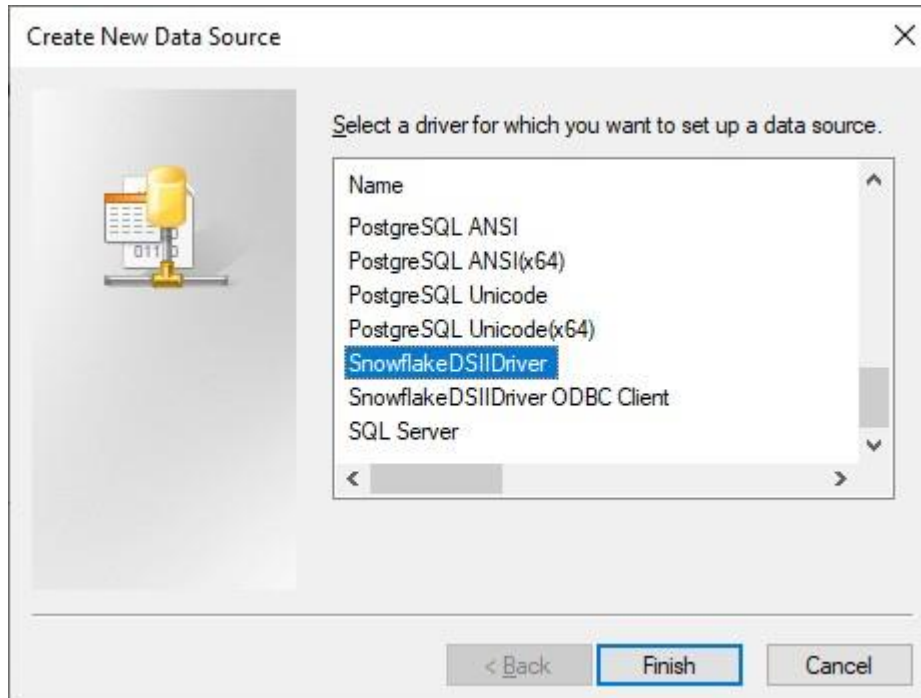 Create New Data Source
Select a driver for which you want to set up a data source.
Name
PostgreSQL ANSI
PostgreSQL ANSI(x64)
PostgreSQL Unicode
PostgreSQL Unicode(x64)
SnowflakeDSIIDriver
SnowflakeDSIIDriver ODBC Client
SQL Server
< Back Finish Cancel